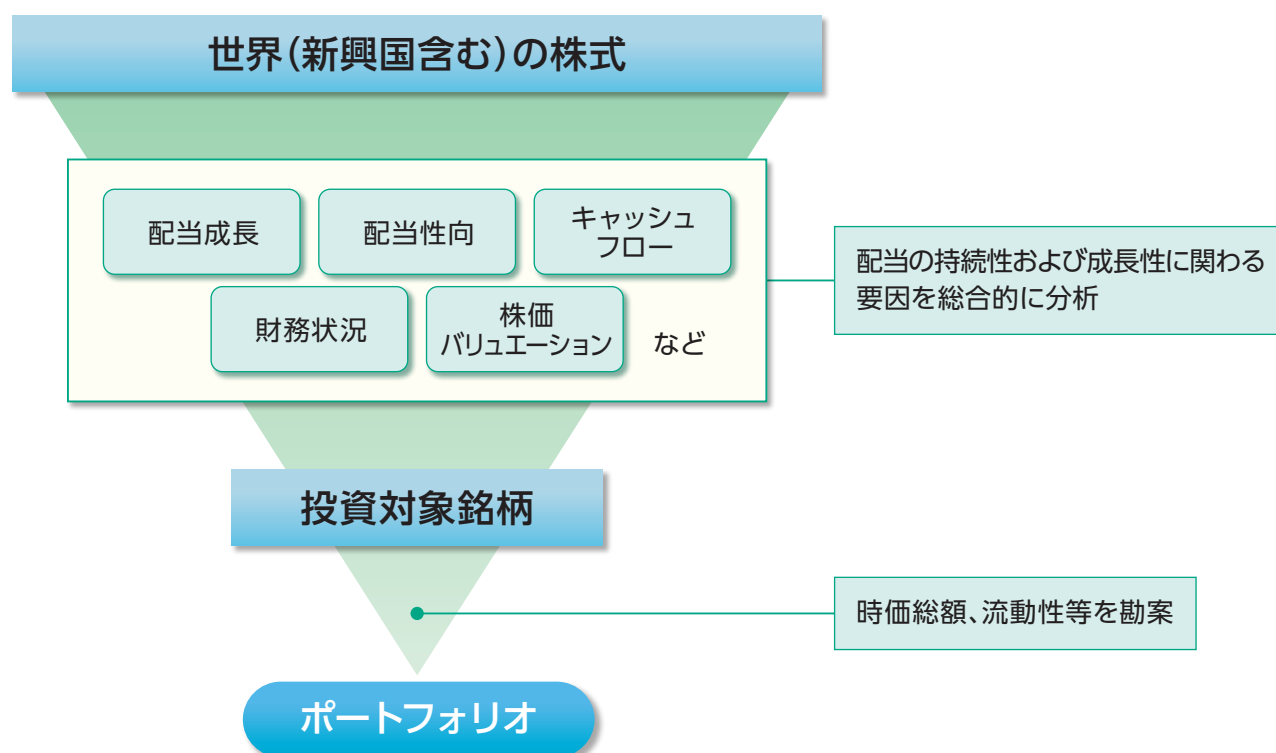 世界(新興国含む)の株式
配当成長
配当性向
キャッシュ
フロー
財務状況
株価
バリュエーション
など
配当の持続性および成長性に関わる
要因を総合的に分析
投資対象銘柄
時価総額、流動性等を勘案
ポートフォリオ